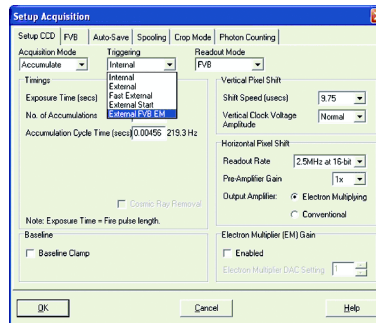 Setup Acquisition
Setup CCD FVB Auto-Save Spooling Crop Mode Photon Counting
Acquisition Mode Triggering Readout Mode
Accumulate Internal FVB
Internal
External
Fast External
External Start
External FVB EM
Timings
Exposure Time (secs)
No. of Accumulations
Accumulation Cycle Time (secs) 0.00456 219.3 Hz
Cosmic Ray Removal
Note: Exposure Time = Fire pulse length.
Vertical Pixel Shift
Shift Speed (usecs) 9.75
Vertical Clock Voltage Normal
Amplitude
Horizontal Pixel Shift
Readout Rate 2.5MHz at 16-bit
Pre-Amplifier Gain 1x
Output Amplifier: Electron Multiplying
Conventional
Baseline
Baseline Clamp
Electron Multiplier (EM) Gain
Enabled
Electron Multiplier DAC Setting 1
OK Cancel Help